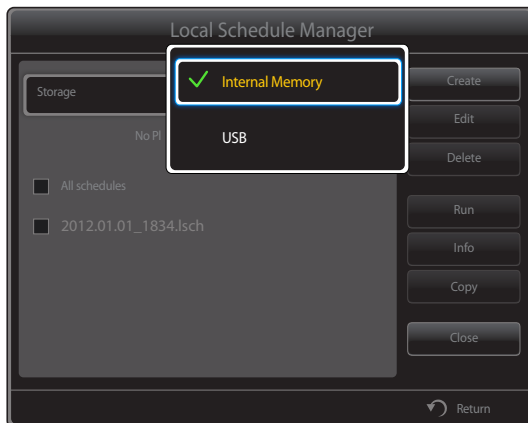 Local Schedule Manager
Storage
Internal Memory
USB
No Pl
All schedules
2012.01.01_1834.lsch
Create
Edit
Delete
Run
Info
Copy
Close
Return